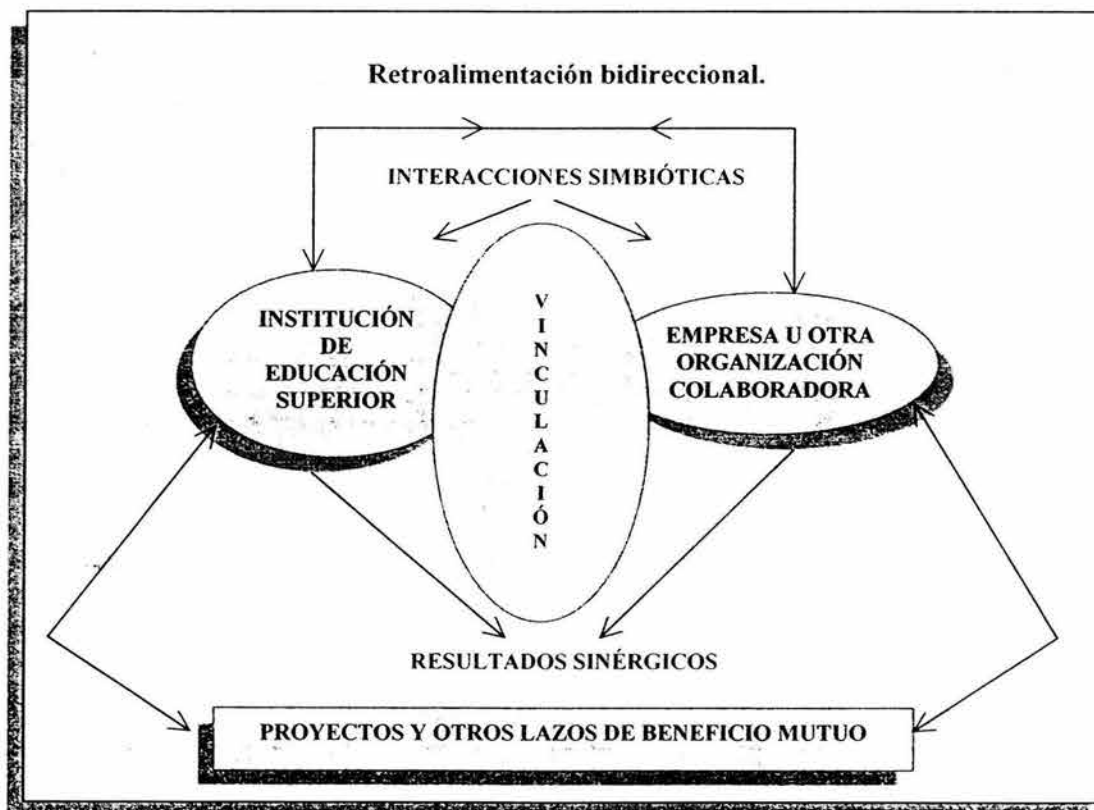 Retroalimentación bidireccional.
INTERACCIONES SIMBIÓTICAS
INSTITUCIÓN
DE
EDUCACIÓN
SUPERIOR
VINCULACIÓN
EMPRESA U OTRA
ORGANIZACIÓN
COLABORADORA
RESULTADOS SINÉRGICOS
PROYECTOS Y OTROS LAZOS DE BENEFICIO MUTUO